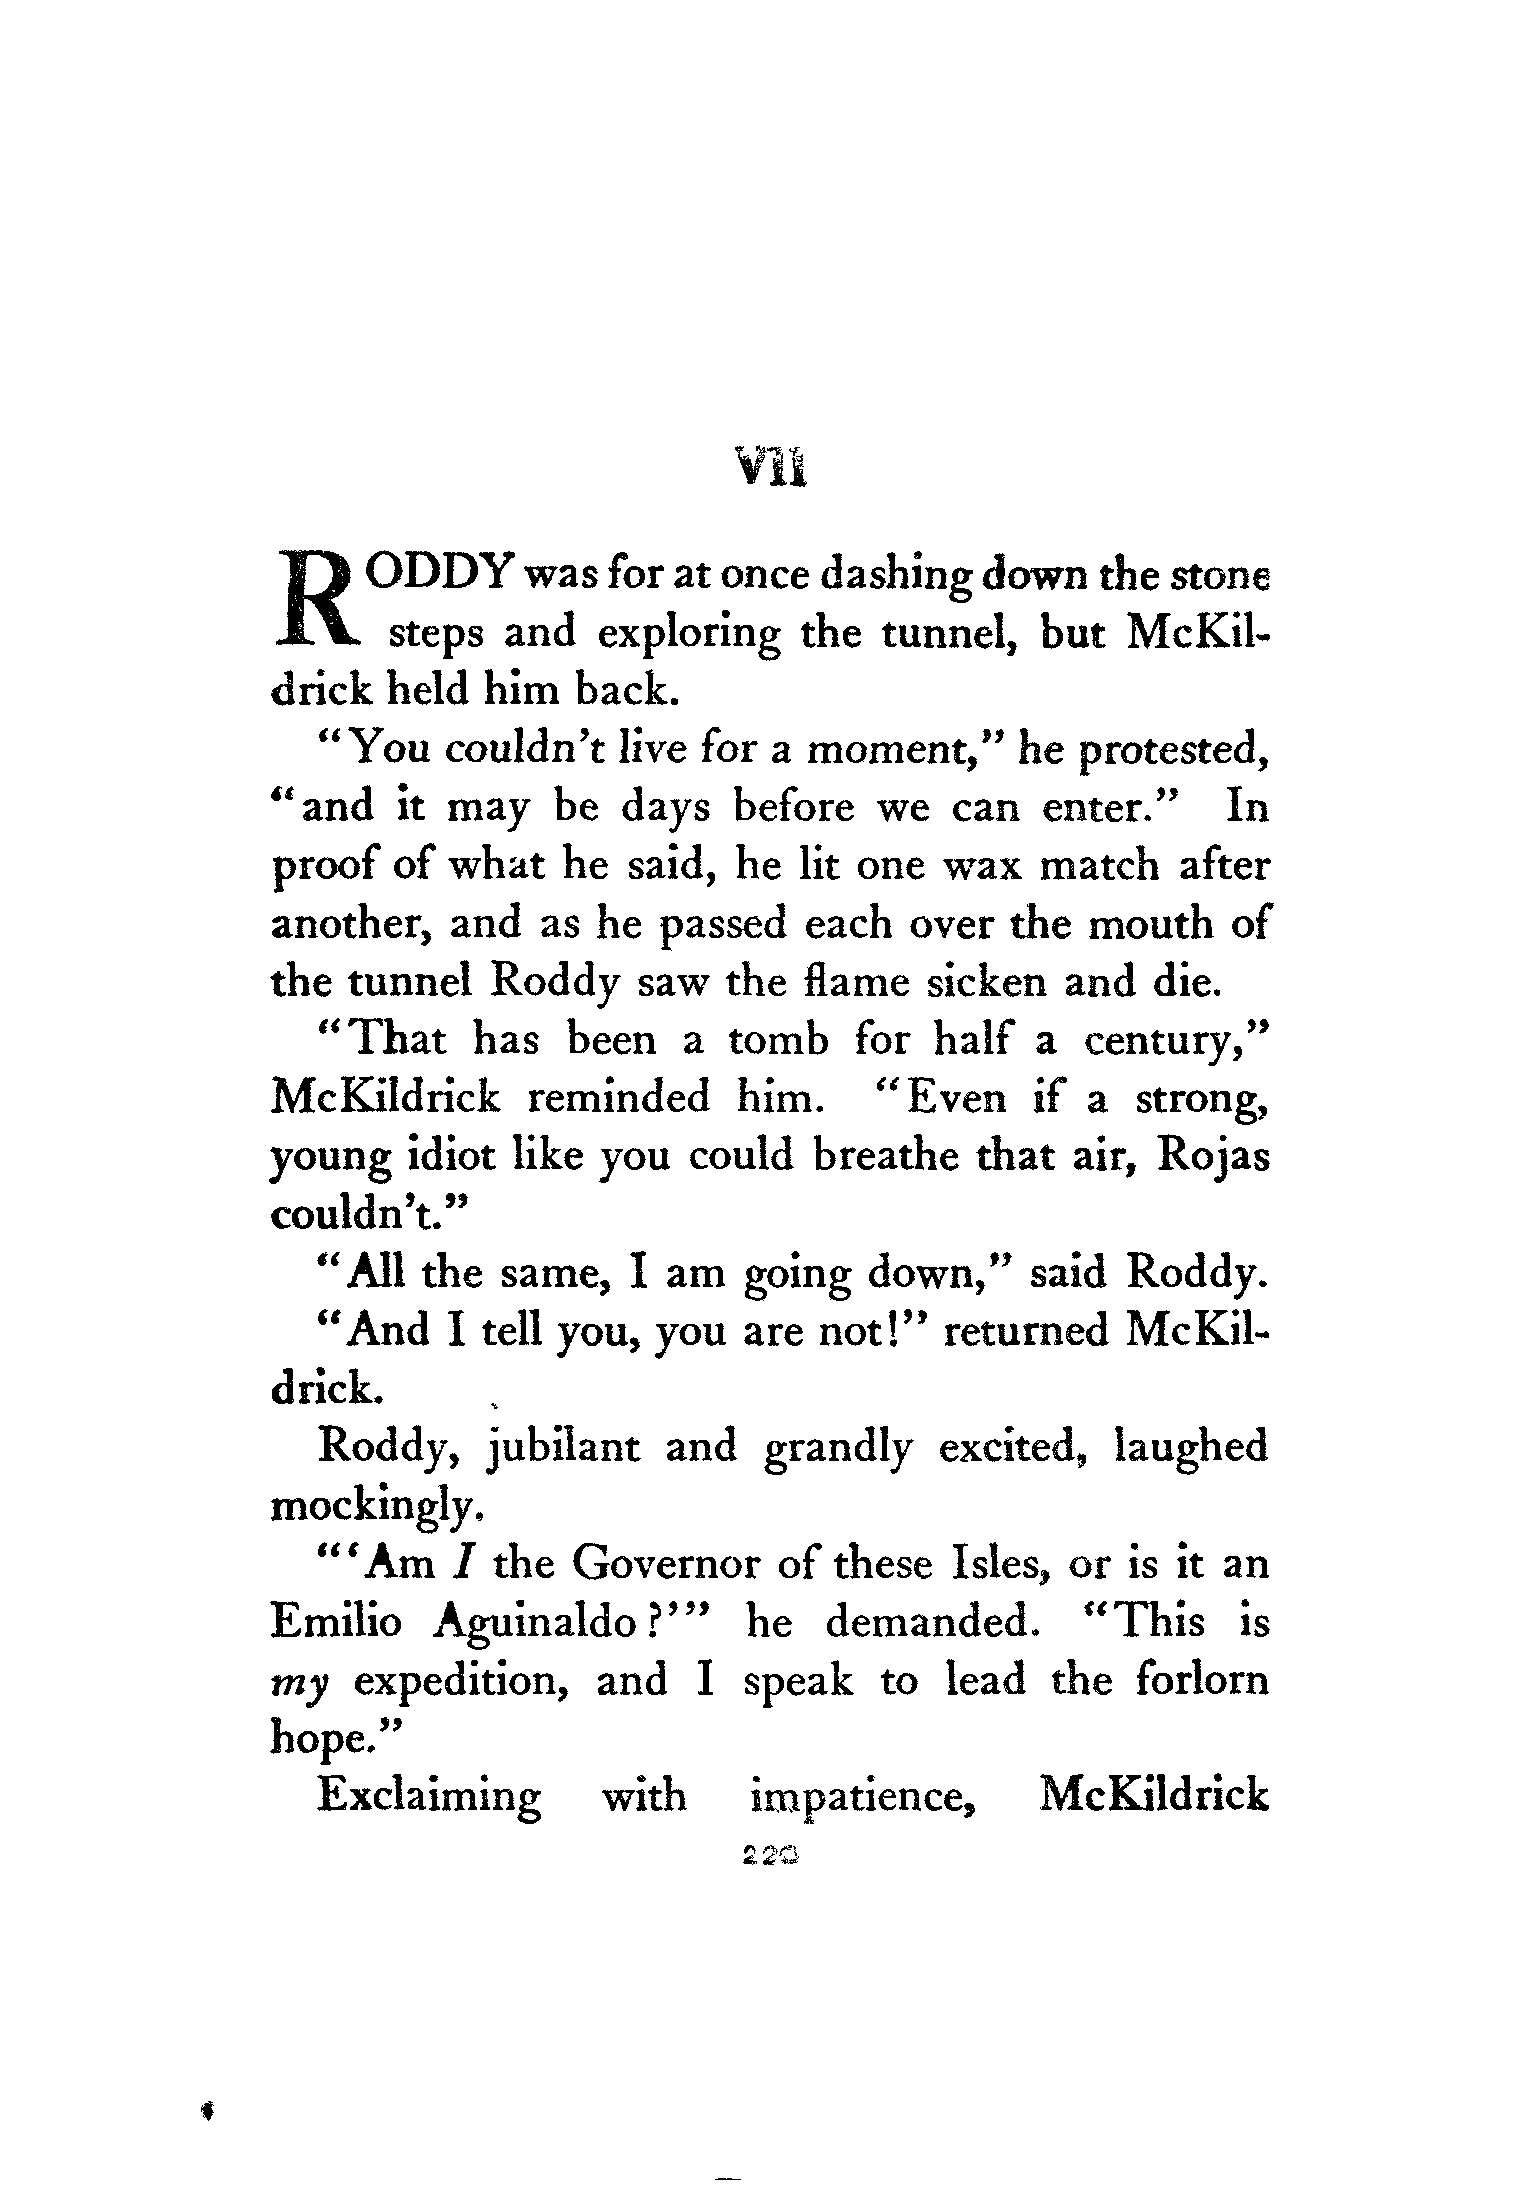 VII
RODDY was for at once dashing down the stone
steps and exploring the tunnel, but McKil-
drick held him back.
"You couldn't live for a moment," he protested,
"and it may be days before we can enter." In
proof of what he said, he lit one wax match after
another, and as he passed each over the mouth of
the tunnel Roddy saw the flame sicken and die.
"That has been a tomb for half a century,"
McKildrick reminded him. "Even if a strong,
young idiot like you could breathe that air, Rojas
couldn't."
"All the same, I am going down," said Roddy.
"And I tell you, you are not!" returned McKil-
drick.
Roddy, jubilant and grandly excited, laughed
mockingly.
"'Am I the Governor of these Isles, or is it an
Emilio Aguinaldo?'" he demanded. "This is
my expedition, and I speak to lead the forlorn
hope."
Exclaiming with impatience, McKildrick